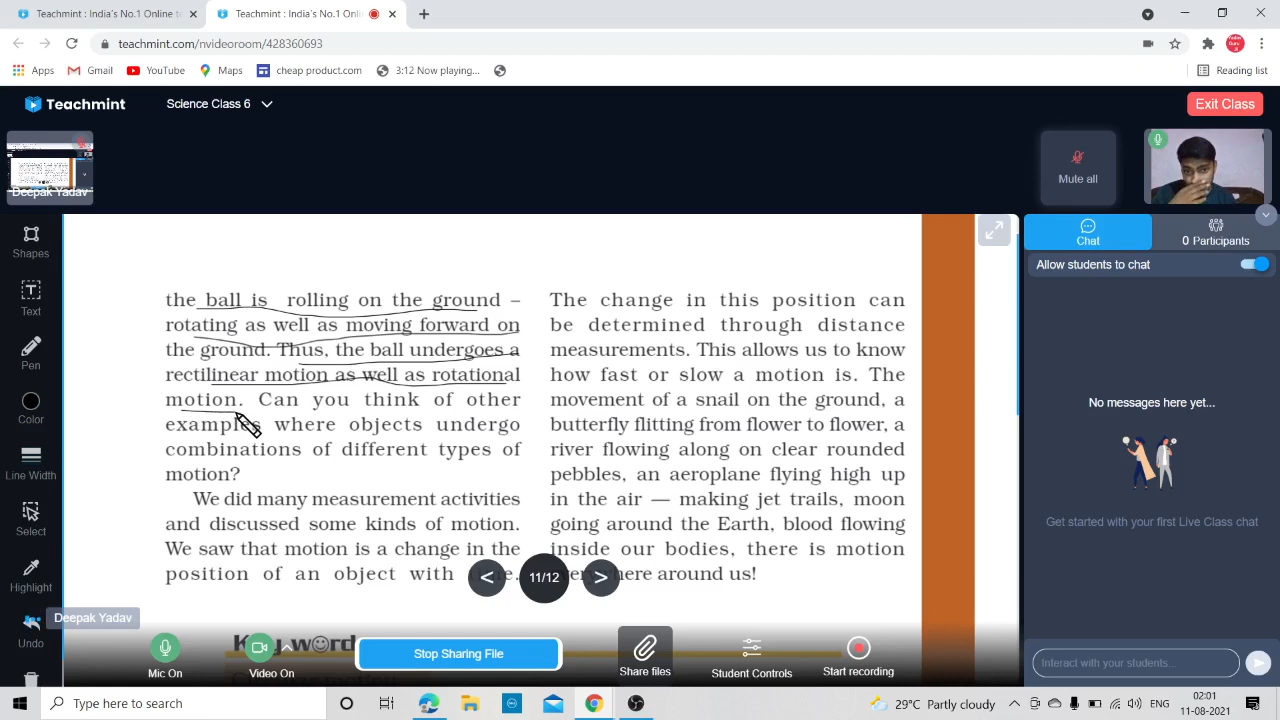 Teachmint : India's No.1 Online t
Teachmint : India's No.1 Onli
teachmint.com/nvideoroom/428360693
Apps
Gmail
YouTube
Maps
cheap product.com
3:12 Now playing...
Reading list
Teachmint
Science Class 6
Exit Class
Deepak Yadav
Mute all
Shapes
Text
Pen
Color
Line Width
Select
Highlight
Undo
the ball is rolling on the ground –
rotating as well as moving forward on
the ground. Thus, the ball undergoes a
rectilinear motion as well as rotational
motion. Can you think of other
examples where objects undergo
combinations of different types of
motion?
We did many measurement activities
and discussed some kinds of motion.
We saw that motion is a change in the
position of an object with
The change in this position can
be determined through distance
measurements. This allows us to know
how fast or slow a motion is. The
movement of a snail on the ground, a
butterfly flitting from flower to flower, a
river flowing along on clear rounded
pebbles, an aeroplane flying high up
in the air — making jet trails, moon
going around the Earth, blood flowing
inside our bodies, there is motion
everywhere around us!
< 11/12 >
Key words
Deepak Yadav
Mic On
Video On
Stop Sharing File
Share files
Student Controls
Start recording
Chat
0 Participants
Allow students to chat
No messages here yet...
Get started with your first Live Class chat
Interact with your students...
Type here to search
29°C Partly cloudy
ENG
02:01
11-08-2021